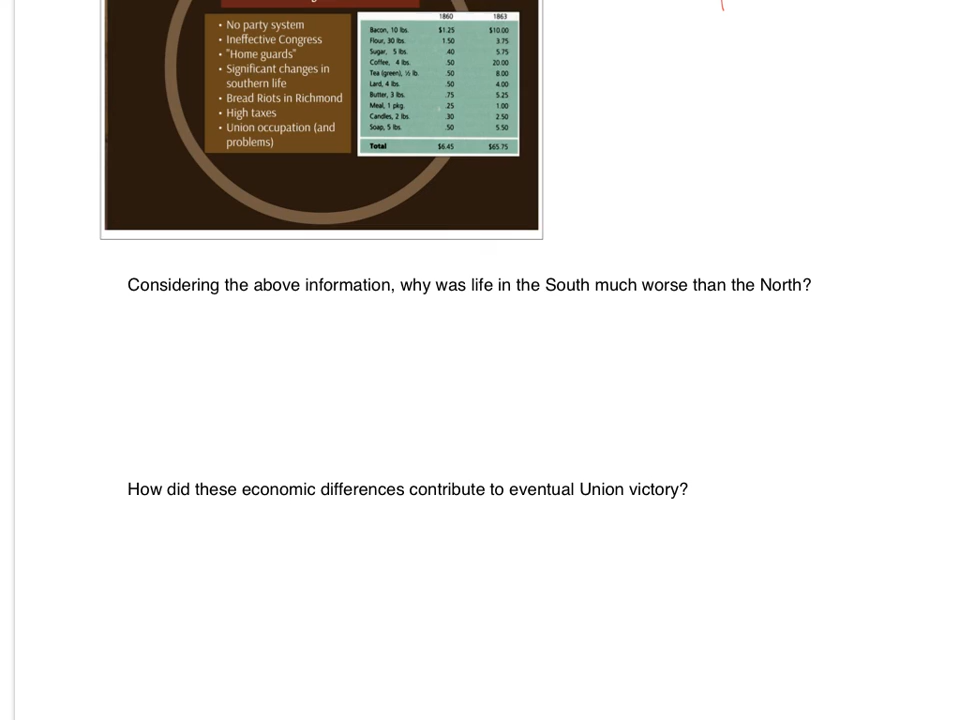 • No party system
• Ineffective Congress
• "Home guards"
• Significant changes in
southern life
• Bread Riots in Richmond
• High taxes
• Union occupation (and
problems)
1860 1863
Bacon, 10 lbs. $1.25 $10.00
Flour, 30 lbs. 1.50 3.75
Sugar, 5 lbs. .40 5.75
Coffee, 4 lbs. .50 20.00
Tea (green), ½ lb. .50 8.00
Lard, 4 lbs. .50 4.00
Butter, 3 lbs. .75 5.25
Meal, 1 pkg. .25 1.00
Candles, 2 lbs. .30 2.50
Soap, 5 lbs. .50 5.50
Total $6.45 $65.75
Considering the above information, why was life in the South much worse than the North?
How did these economic differences contribute to eventual Union victory?